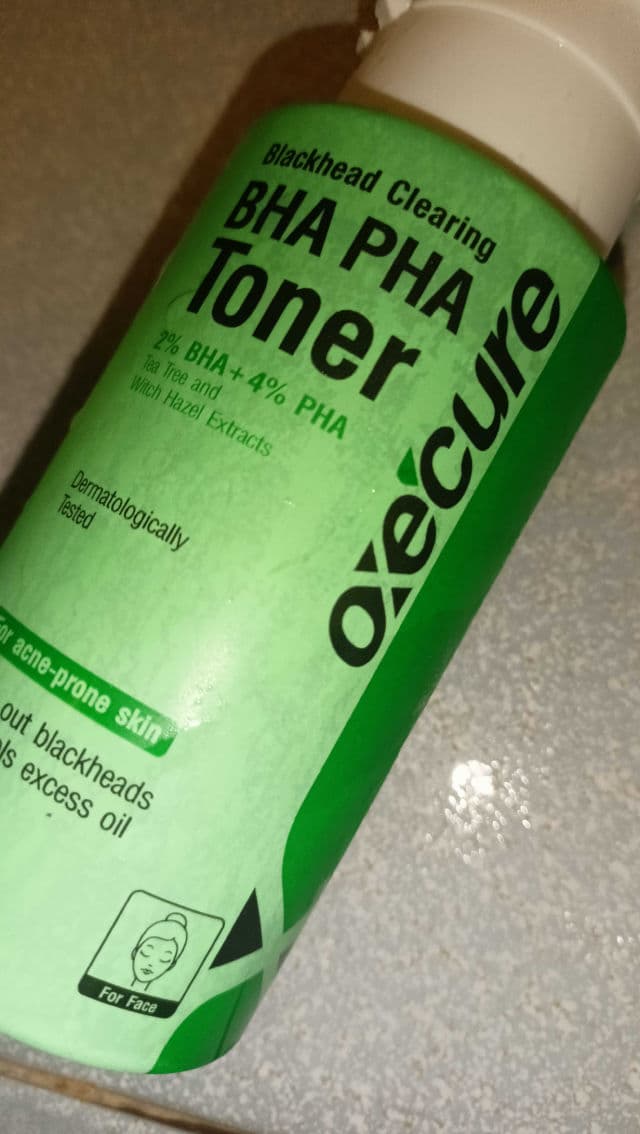 Blackhead Clearing
BHA PHA
Toner
2% BHA + 4% PHA
Tea Tree and
Witch Hazel Extracts
Dermatologically
Tested
oxecure
For acne-prone skin
out blackheads
excess oil
For Face